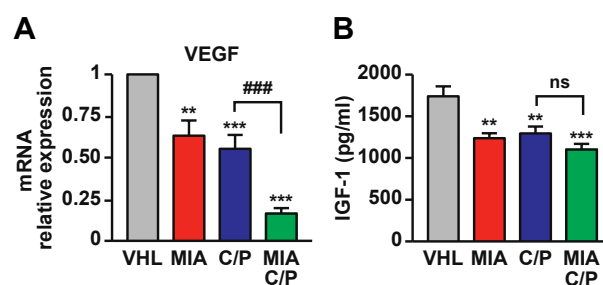 A
VEGF
mRNA
relative expression
1
0.75
0.50
0.25
0
**
***
###
***
VHL MIA C/P MIA
C/P
B
IGF-1 (pg/ml)
2000
1500
1000
500
0
**
**
ns
***
VHL MIA C/P MIA
C/P